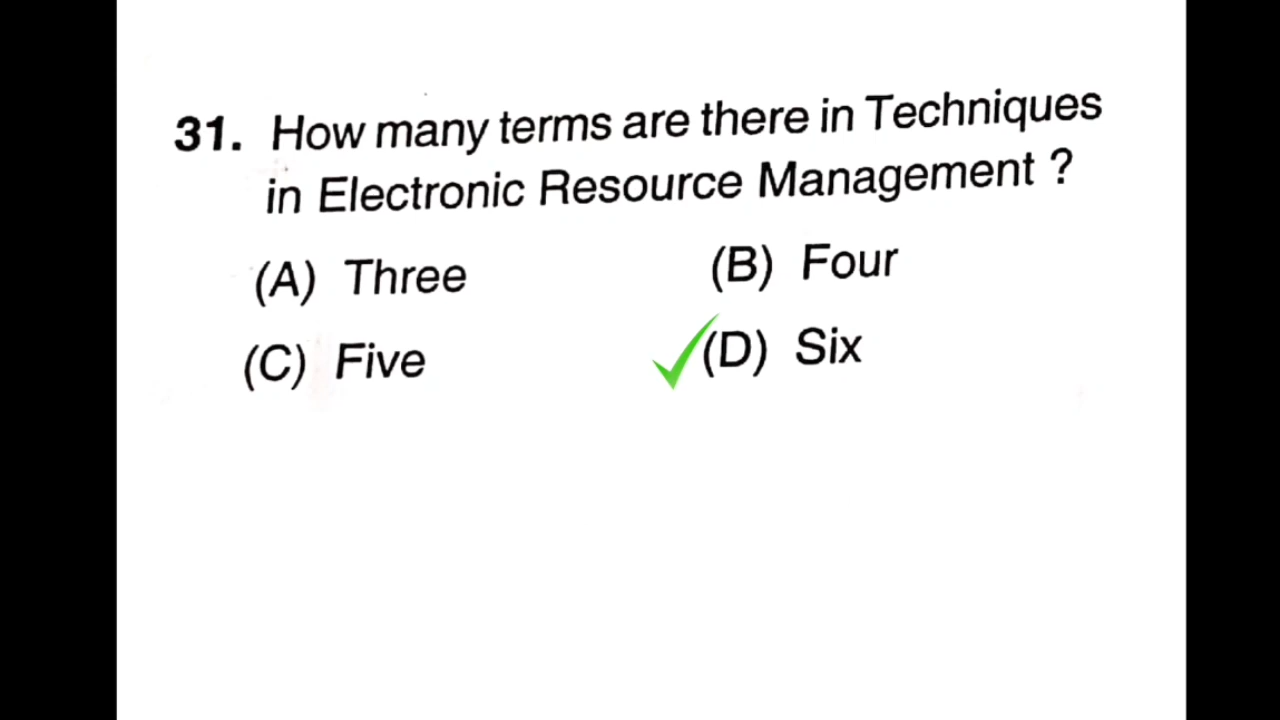 31. How many terms are there in Techniques
in Electronic Resource Management ?
(A) Three (B) Four
(C) Five (D) Six